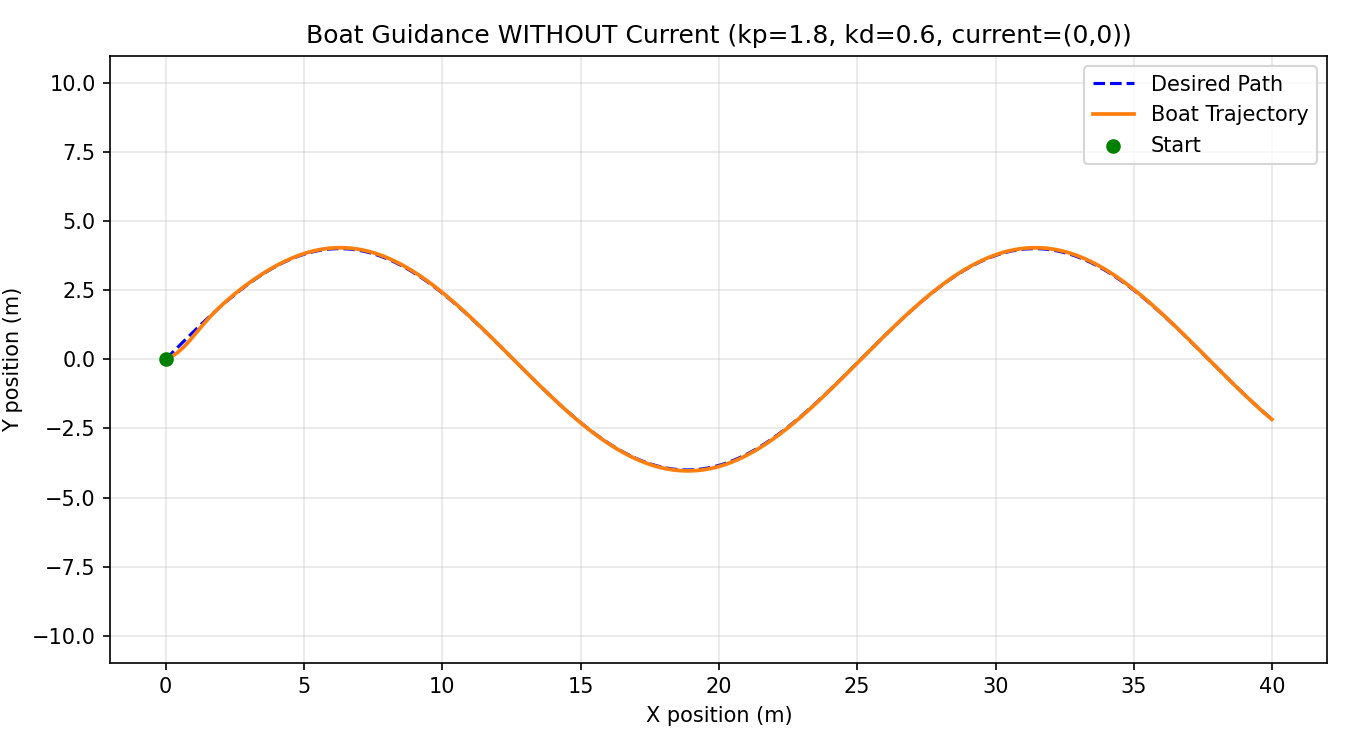 Boat Guidance WITHOUT Current (kp=1.8, kd=0.6, current=(0,0))
Desired Path
Boat Trajectory
Start
10.0
7.5
5.0
2.5
0.0
−2.5
−5.0
−7.5
−10.0
Y position (m)
0 5 10 15 20 25 30 35 40
X position (m)